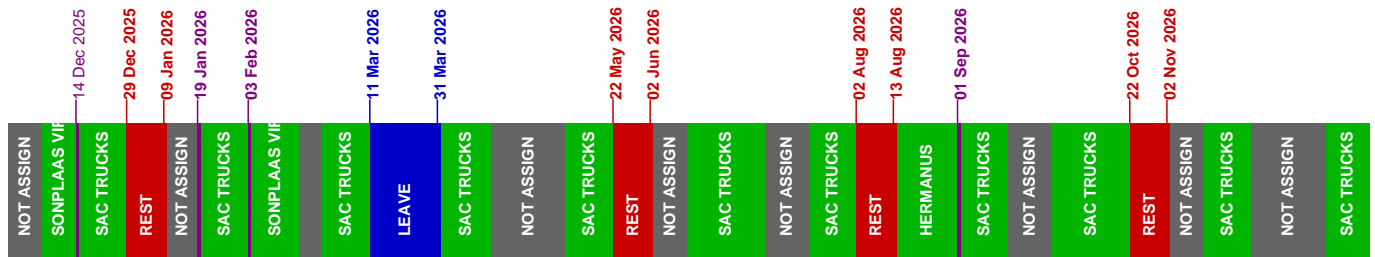 14 Dec 2025
29 Dec 2025
09 Jan 2026
19 Jan 2026
03 Feb 2026
11 Mar 2026
31 Mar 2026
22 May 2026
02 Jun 2026
02 Aug 2026
13 Aug 2026
01 Sep 2026
22 Oct 2026
02 Nov 2026
NOT ASSIGN
SONPLAAS VIF
SAC TRUCKS
REST
NOT ASSIGN
SAC TRUCKS
SONPLAAS VIF
SAC TRUCKS
LEAVE
SAC TRUCKS
NOT ASSIGN
SAC TRUCKS
REST
NOT ASSIGN
SAC TRUCKS
NOT ASSIGN
SAC TRUCKS
REST
HERMANUS
SAC TRUCKS
NOT ASSIGN
SAC TRUCKS
REST
NOT ASSIGN
SAC TRUCKS
NOT ASSIGN
SAC TRUCKS